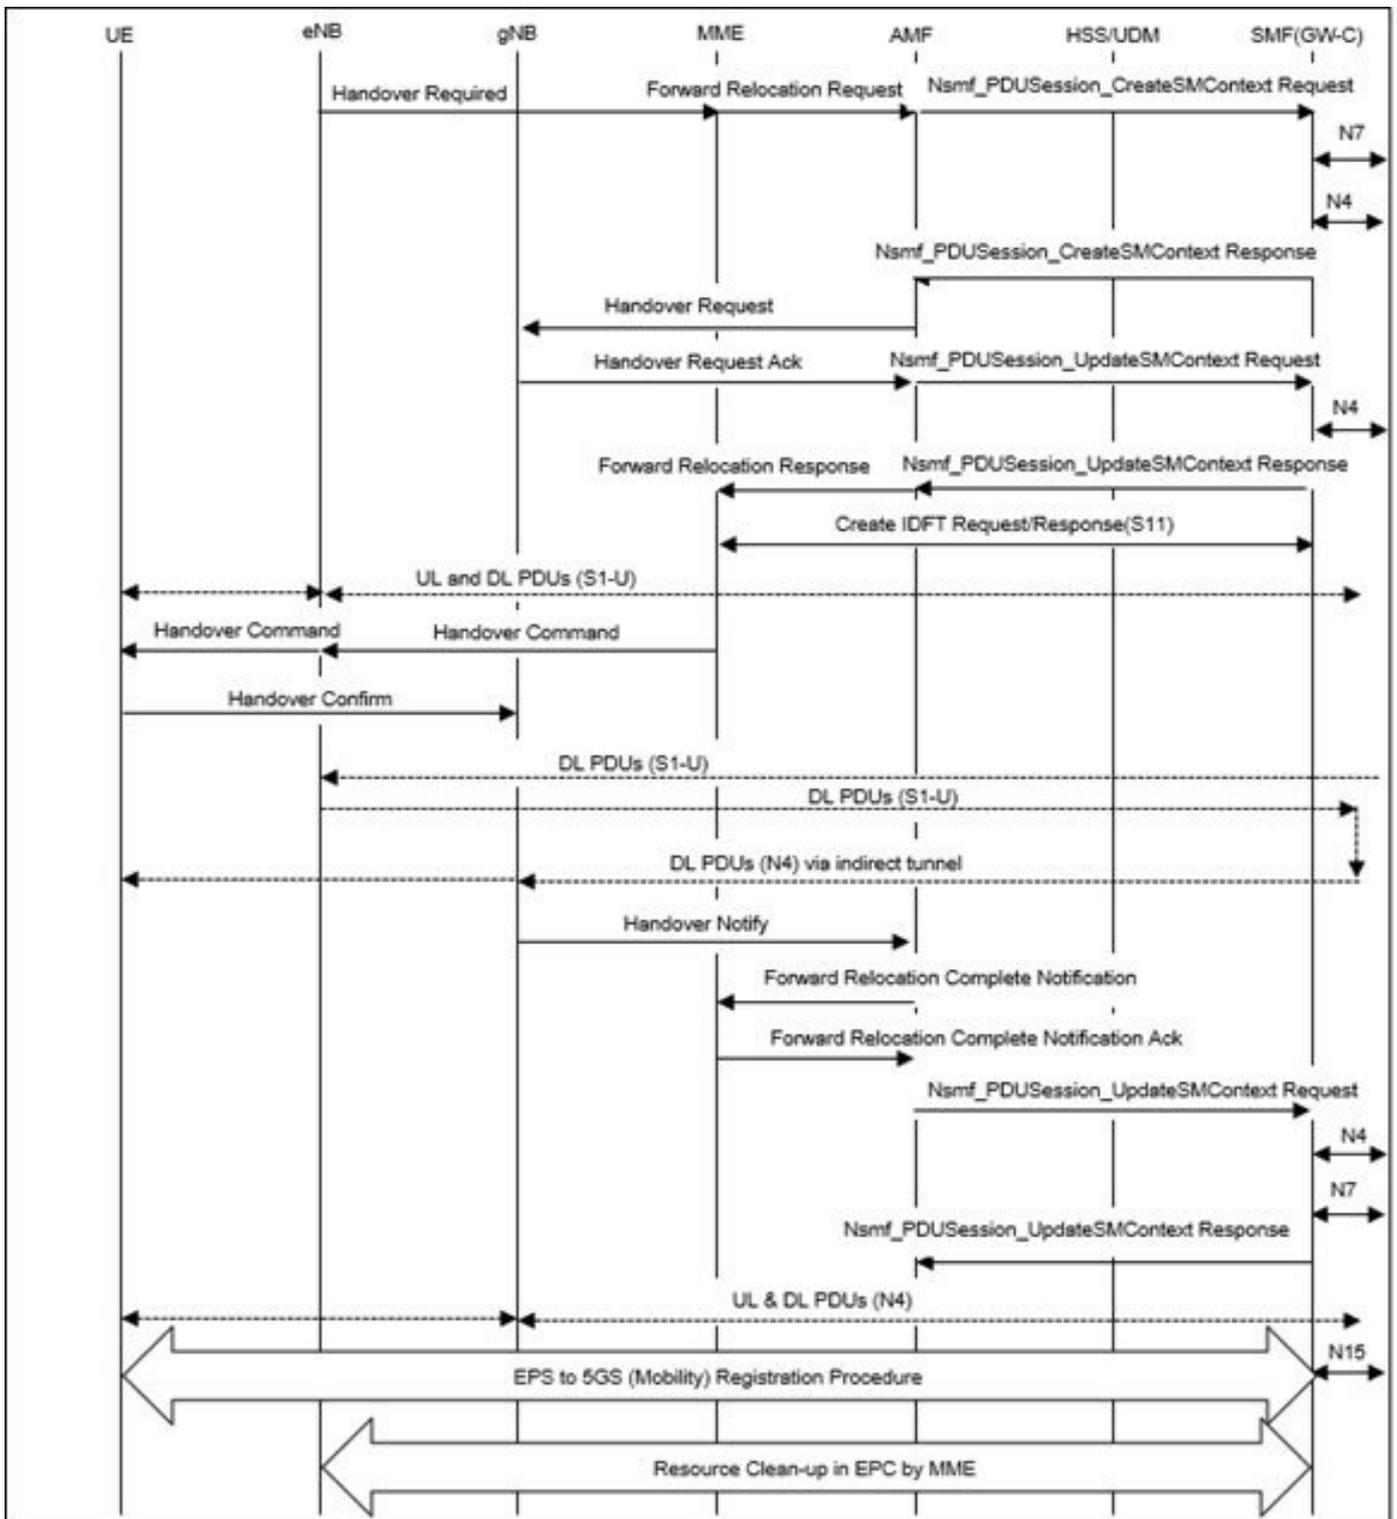 UE eNB gNB MME AMF HSS/UDM SMF(GW-C)
Handover Required Forward Relocation Request Nsmf_PDUSession_CreateSMContext Request
N7
N4
Nsmf_PDUSession_CreateSMContext Response
Handover Request
Handover Request Ack Nsmf_PDUSession_UpdateSMContext Request
N4
Forward Relocation Response Nsmf_PDUSession_UpdateSMContext Response
Create IDFT Request/Response(S11)
UL and DL PDUs (S1-U)
Handover Command Handover Command
Handover Confirm
DL PDUs (S1-U)
DL PDUs (S1-U)
DL PDUs (N4) via indirect tunnel
Handover Notify
Forward Relocation Complete Notification
Forward Relocation Complete Notification Ack
Nsmf_PDUSession_UpdateSMContext Request
N4
N7
Nsmf_PDUSession_UpdateSMContext Response
UL & DL PDUs (N4)
N15
EPS to 5GS (Mobility) Registration Procedure
Resource Clean-up in EPC by MME